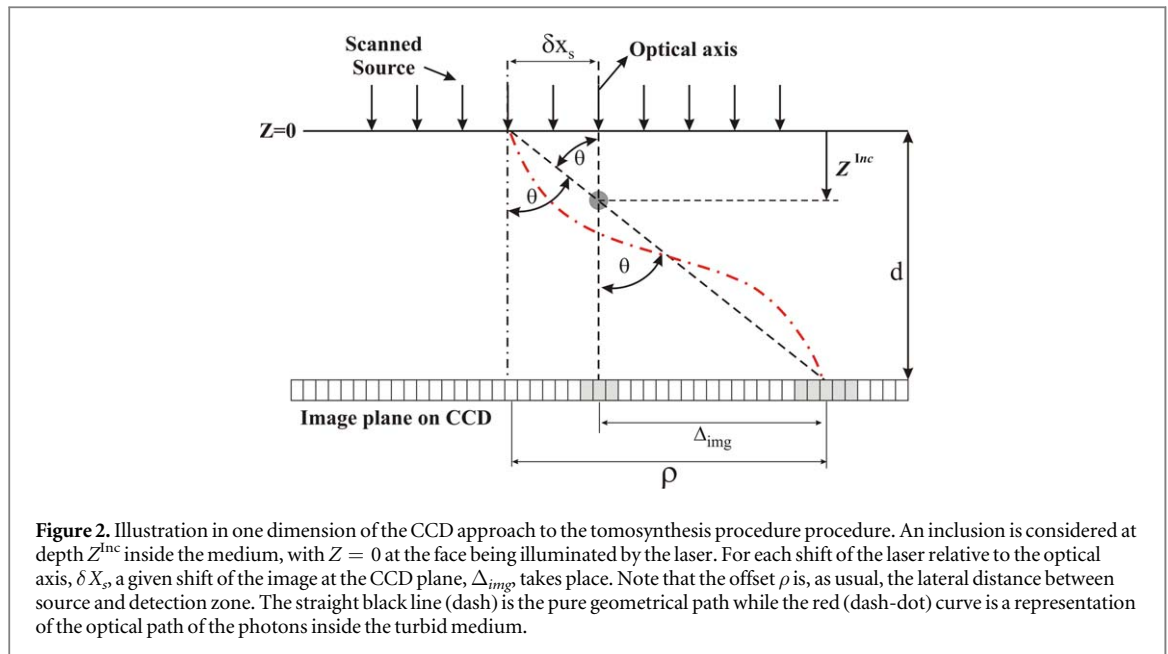 Scanned
Source
δxₛ
Optical axis
Z=0
θ
Z^Inc
θ
θ
d
Image plane on CCD
Δimg
ρ
Figure 2. Illustration in one dimension of the CCD approach to the tomosynthesis procedure procedure. An inclusion is considered at
depth Z^Inc inside the medium, with Z = 0 at the face being illuminated by the laser. For each shift of the laser relative to the optical
axis, δ Xₛ, a given shift of the image at the CCD plane, Δimg, takes place. Note that the offset ρ is, as usual, the lateral distance between
source and detection zone. The straight black line (dash) is the pure geometrical path while the red (dash-dot) curve is a representation
of the optical path of the photons inside the turbid medium.